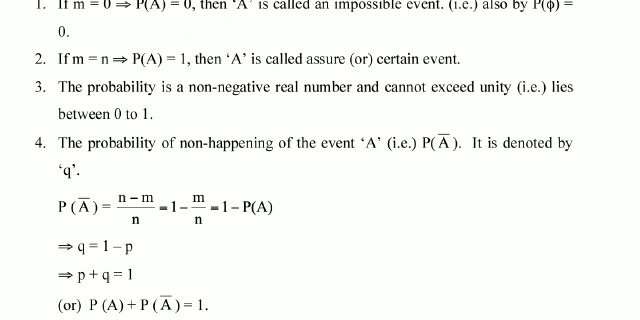 1. If m = 0 ⇒ P(A) = 0, then ‘A’ is called an impossible event. (i.e.) also by P(ϕ) =
0.
2. If m = n ⇒ P(A) = 1, then ‘A’ is called assure (or) certain event.
3. The probability is a non-negative real number and cannot exceed unity (i.e.) lies
between 0 to 1.
4. The probability of non-happening of the event ‘A’ (i.e.) P(A̅). It is denoted by
‘q’.
P (A̅) = (n – m)/n = 1 – m/n = 1 – P(A)
⇒ q = 1 – p
⇒ p + q = 1
(or) P (A) + P (A̅) = 1.